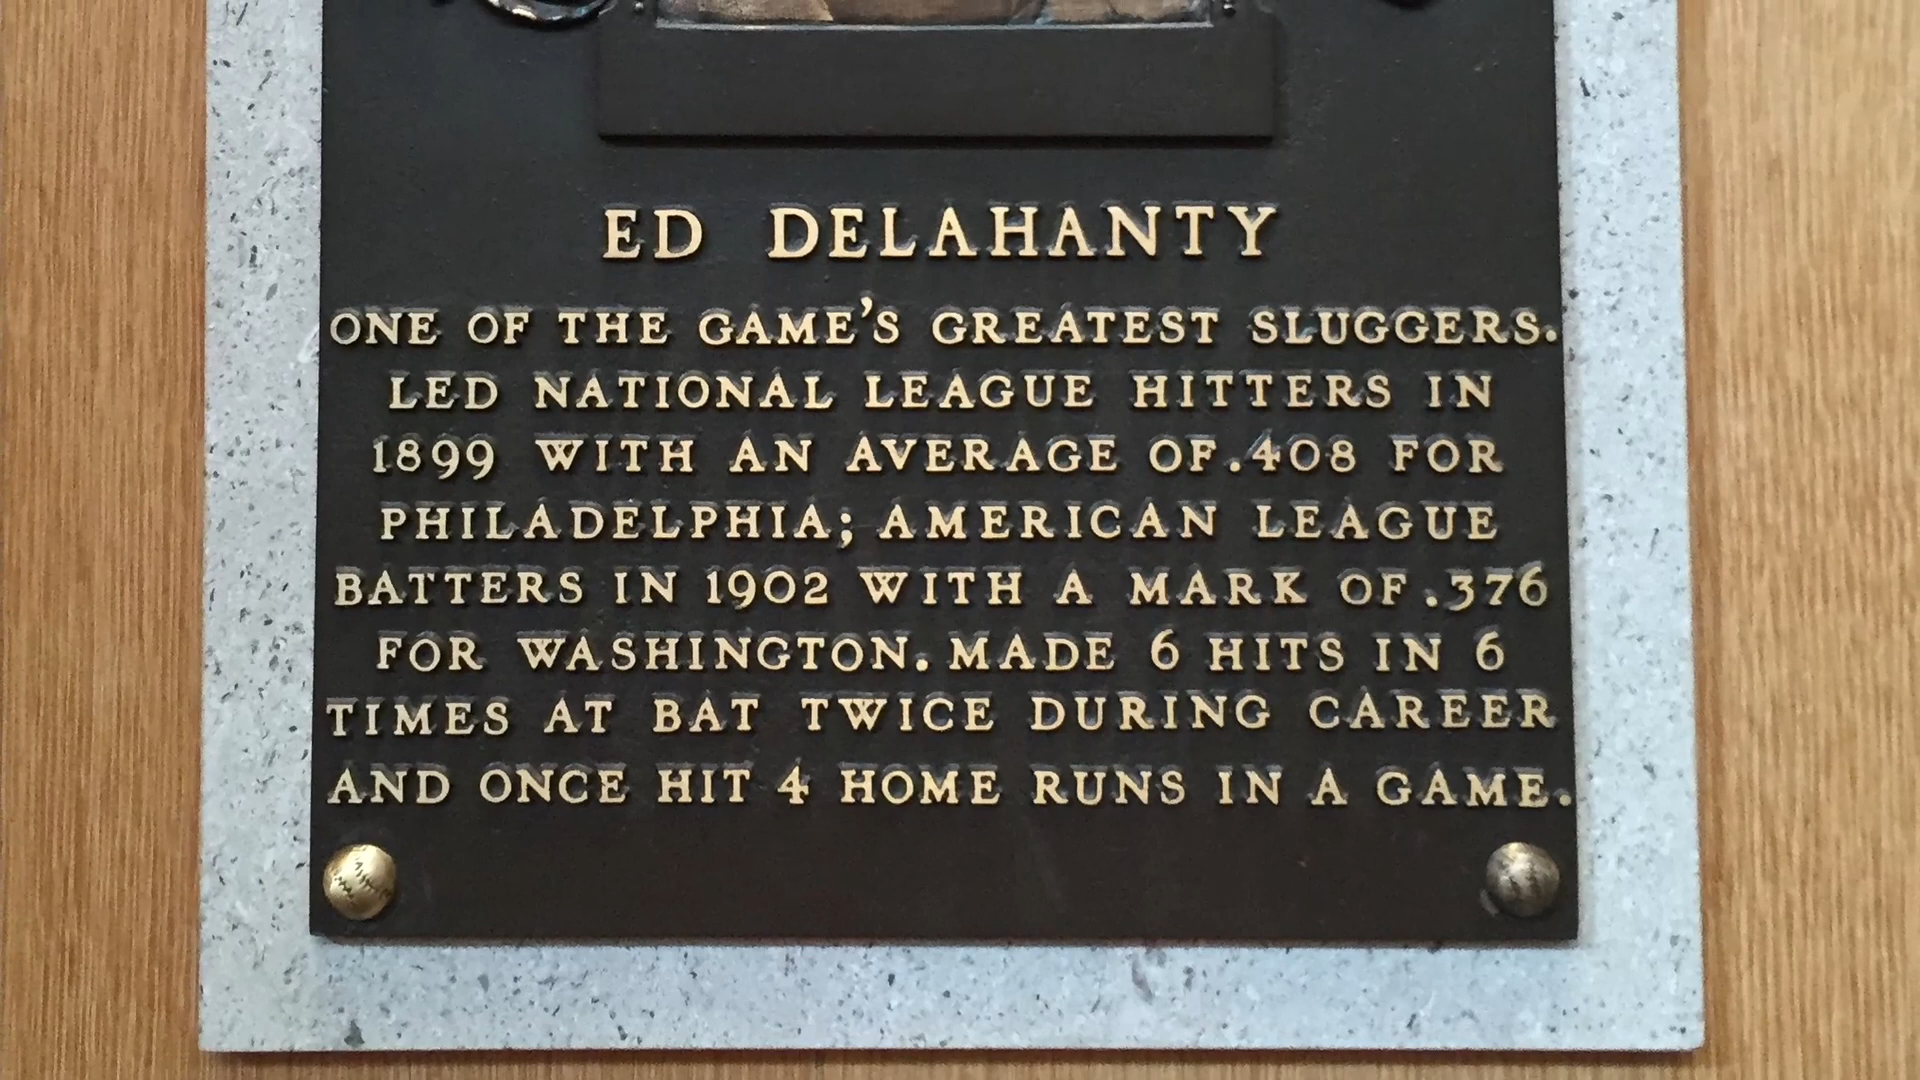 ED DELAHANTY
ONE OF THE GAME'S GREATEST SLUGGERS.
LED NATIONAL LEAGUE HITTERS IN
1899 WITH AN AVERAGE OF .408 FOR
PHILADELPHIA; AMERICAN LEAGUE
BATTERS IN 1902 WITH A MARK OF .376
FOR WASHINGTON. MADE 6 HITS IN 6
TIMES AT BAT TWICE DURING CAREER
AND ONCE HIT 4 HOME RUNS IN A GAME.